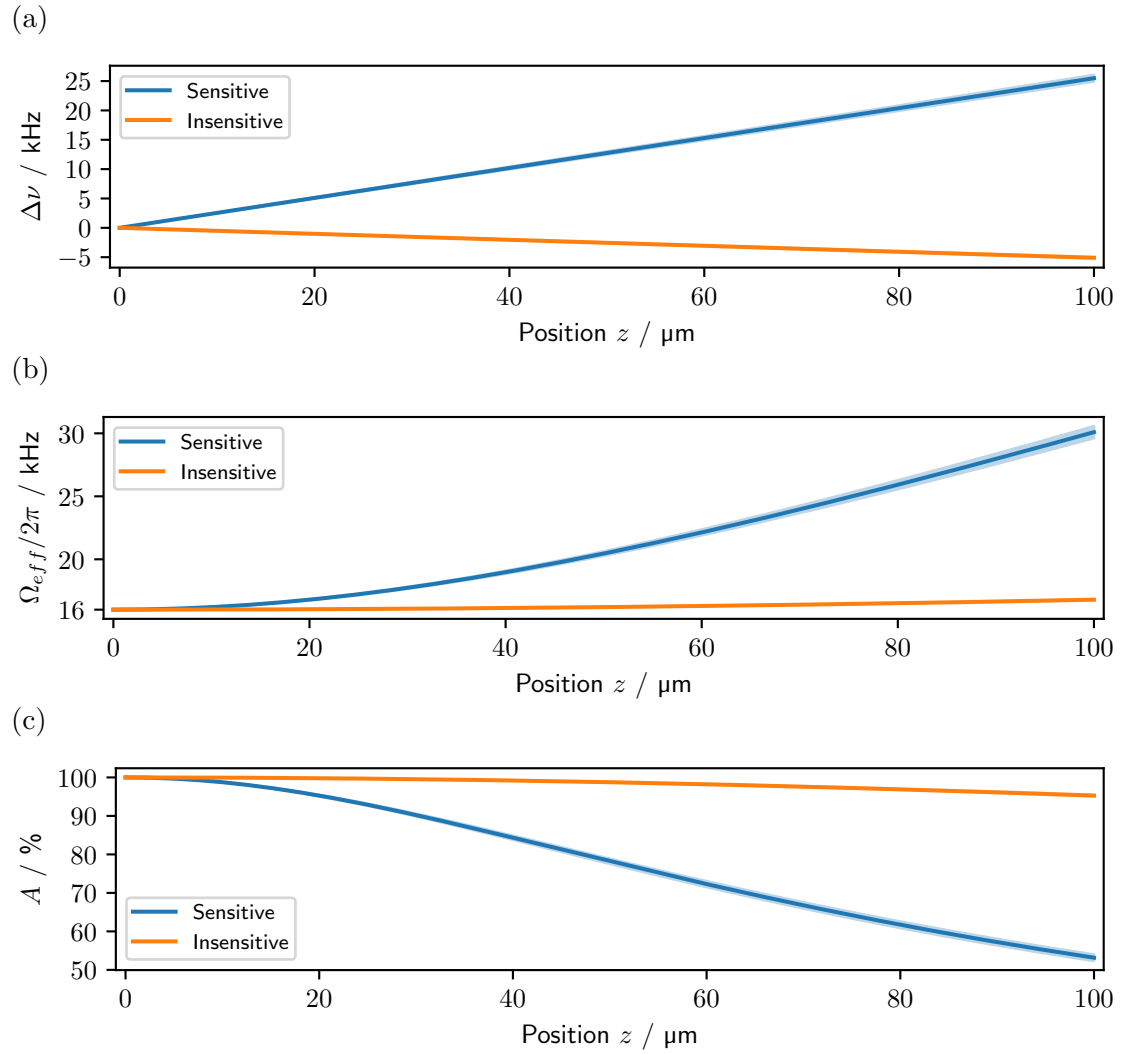 (a)
25
20
15
10
5
0
−5
Δν / kHz
Sensitive
Insensitive
0 20 40 60 80 100
Position z / µm
(b)
30
25
20
16
Ω_{eff}/2π / kHz
Sensitive
Insensitive
0 20 40 60 80 100
Position z / µm
(c)
100
90
80
70
60
50
A / %
Sensitive
Insensitive
0 20 40 60 80 100
Position z / µm